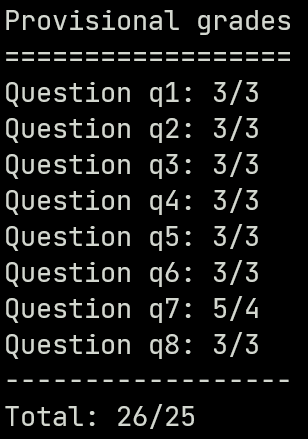 Provisional grades
==================
Question q1: 3/3
Question q2: 3/3
Question q3: 3/3
Question q4: 3/3
Question q5: 3/3
Question q6: 3/3
Question q7: 5/4
Question q8: 3/3
------------------
Total: 26/25